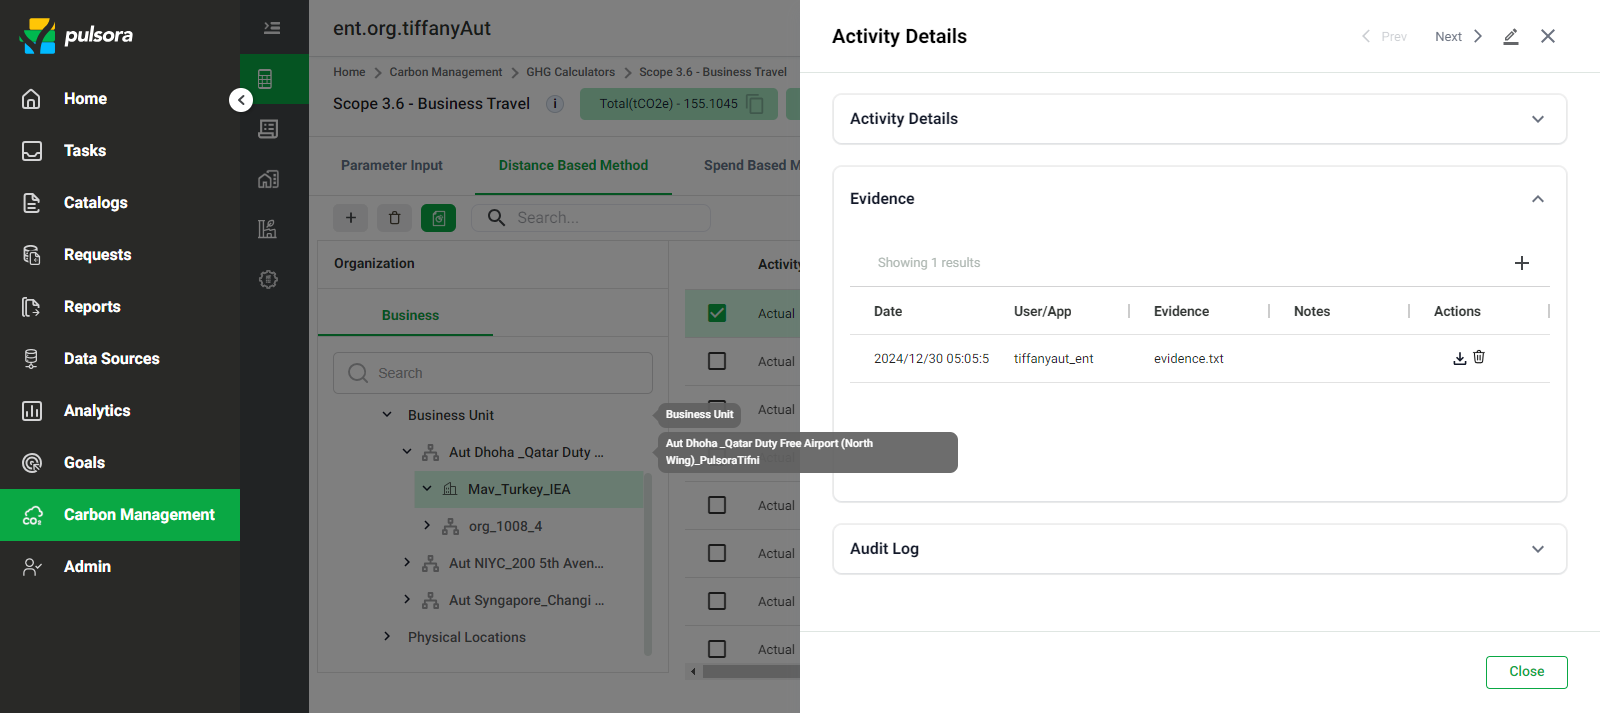 pulsora
Home
Tasks
Catalogs
Requests
Reports
Data Sources
Analytics
Goals
Carbon Management
Admin
ent.org.tiffanyAut
Home > Carbon Management > GHG Calculators > Scope 3.6 - Business Travel
Scope 3.6 - Business Travel
Total(tCO2e) - 155.1045
Parameter Input
Distance Based Method
Spend Based M
Search...
Organization
Business
Search
Business Unit
Aut Dhoha _Qatar Duty ...
Mav_Turkey_IEA
org_1008_4
Aut NIYC_200 5th Aven...
Aut Syngapore_Changi ...
Physical Locations
Business Unit
Aut Dhoha _Qatar Duty Free Airport (North
Wing)_PulsoraTifni
Activity
Actual
Actual
Actual
Actual
Actual
Actual
Actual
Activity Details
Prev
Next
Activity Details
Evidence
Showing 1 results
Date User/App Evidence Notes Actions
2024/12/30 05:05:5 tiffanyaut_ent evidence.txt
Audit Log
Close